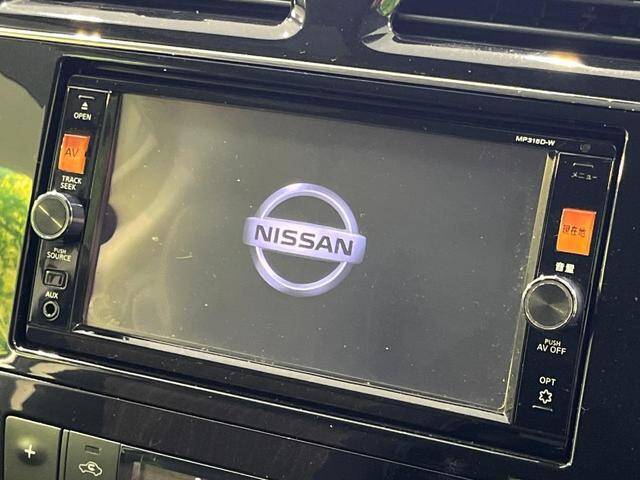 OPEN
AV
TRACK
SEEK
PUSH
SOURCE
AUX
NISSAN
MP316D-W
メニュー
現在地
音量
PUSH
AV OFF
OPT